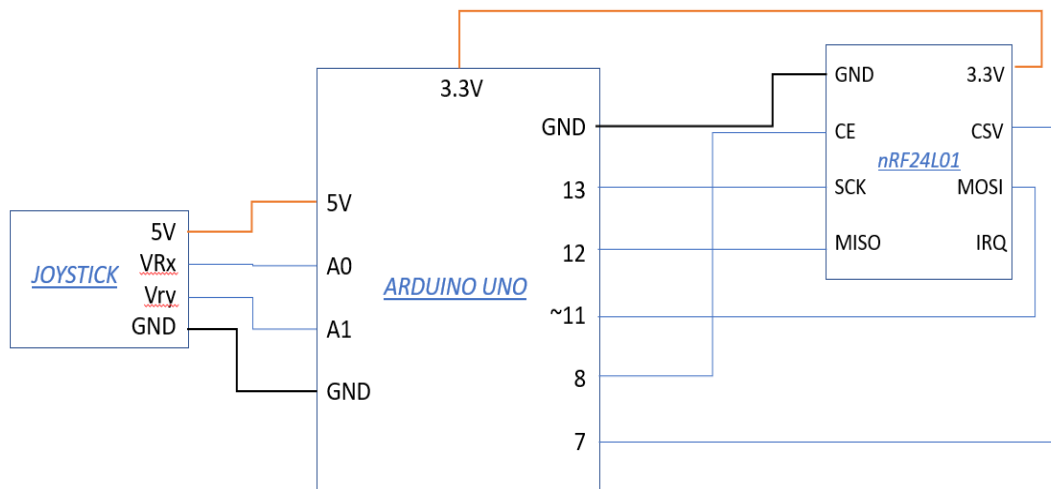 3.3V
GND
13
12
~11
8
7
5V
A0
A1
GND
ARDUINO UNO
5V
VRx
Vry
GND
JOYSTICK
GND
CE
SCK
MISO
nRF24L01
3.3V
CSV
MOSI
IRQ